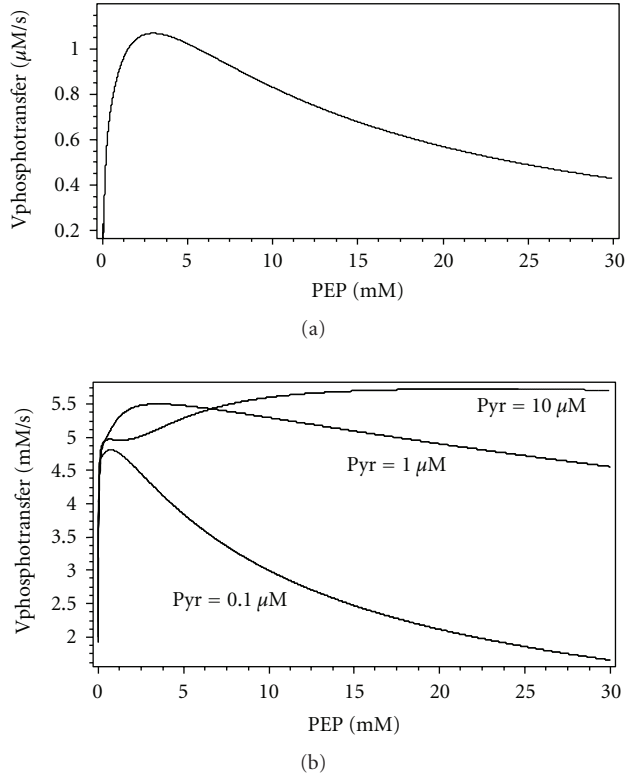 Vphosphotransfer (μM/s)
1
0.8
0.6
0.4
0.2
0 5 10 15 20 25 30
PEP (mM)
(a)
Vphosphotransfer (mM/s)
5.5
5
4.5
4
3.5
3
2.5
2
Pyr = 10 μM
Pyr = 1 μM
Pyr = 0.1 μM
0 5 10 15 20 25 30
PEP (mM)
(b)